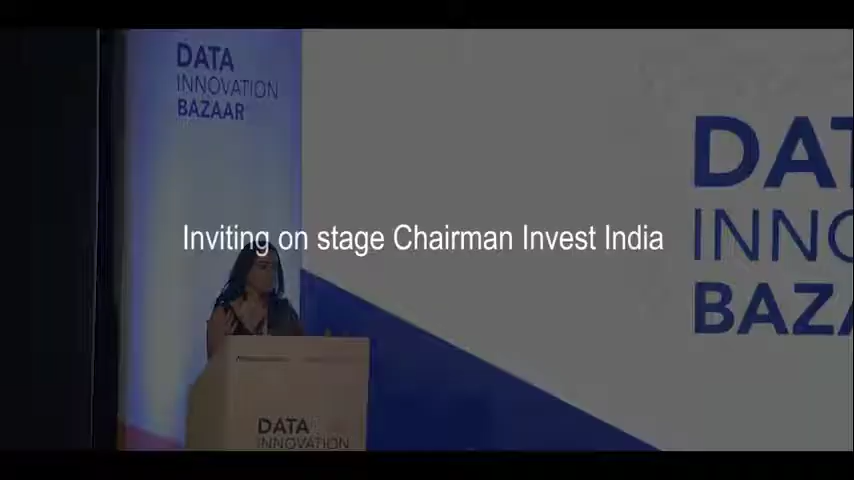 DATA
INNOVATION
BAZAAR
Inviting on stage Chairman Invest India
DAT
INNO
BAZA
DATA
INNOVATION